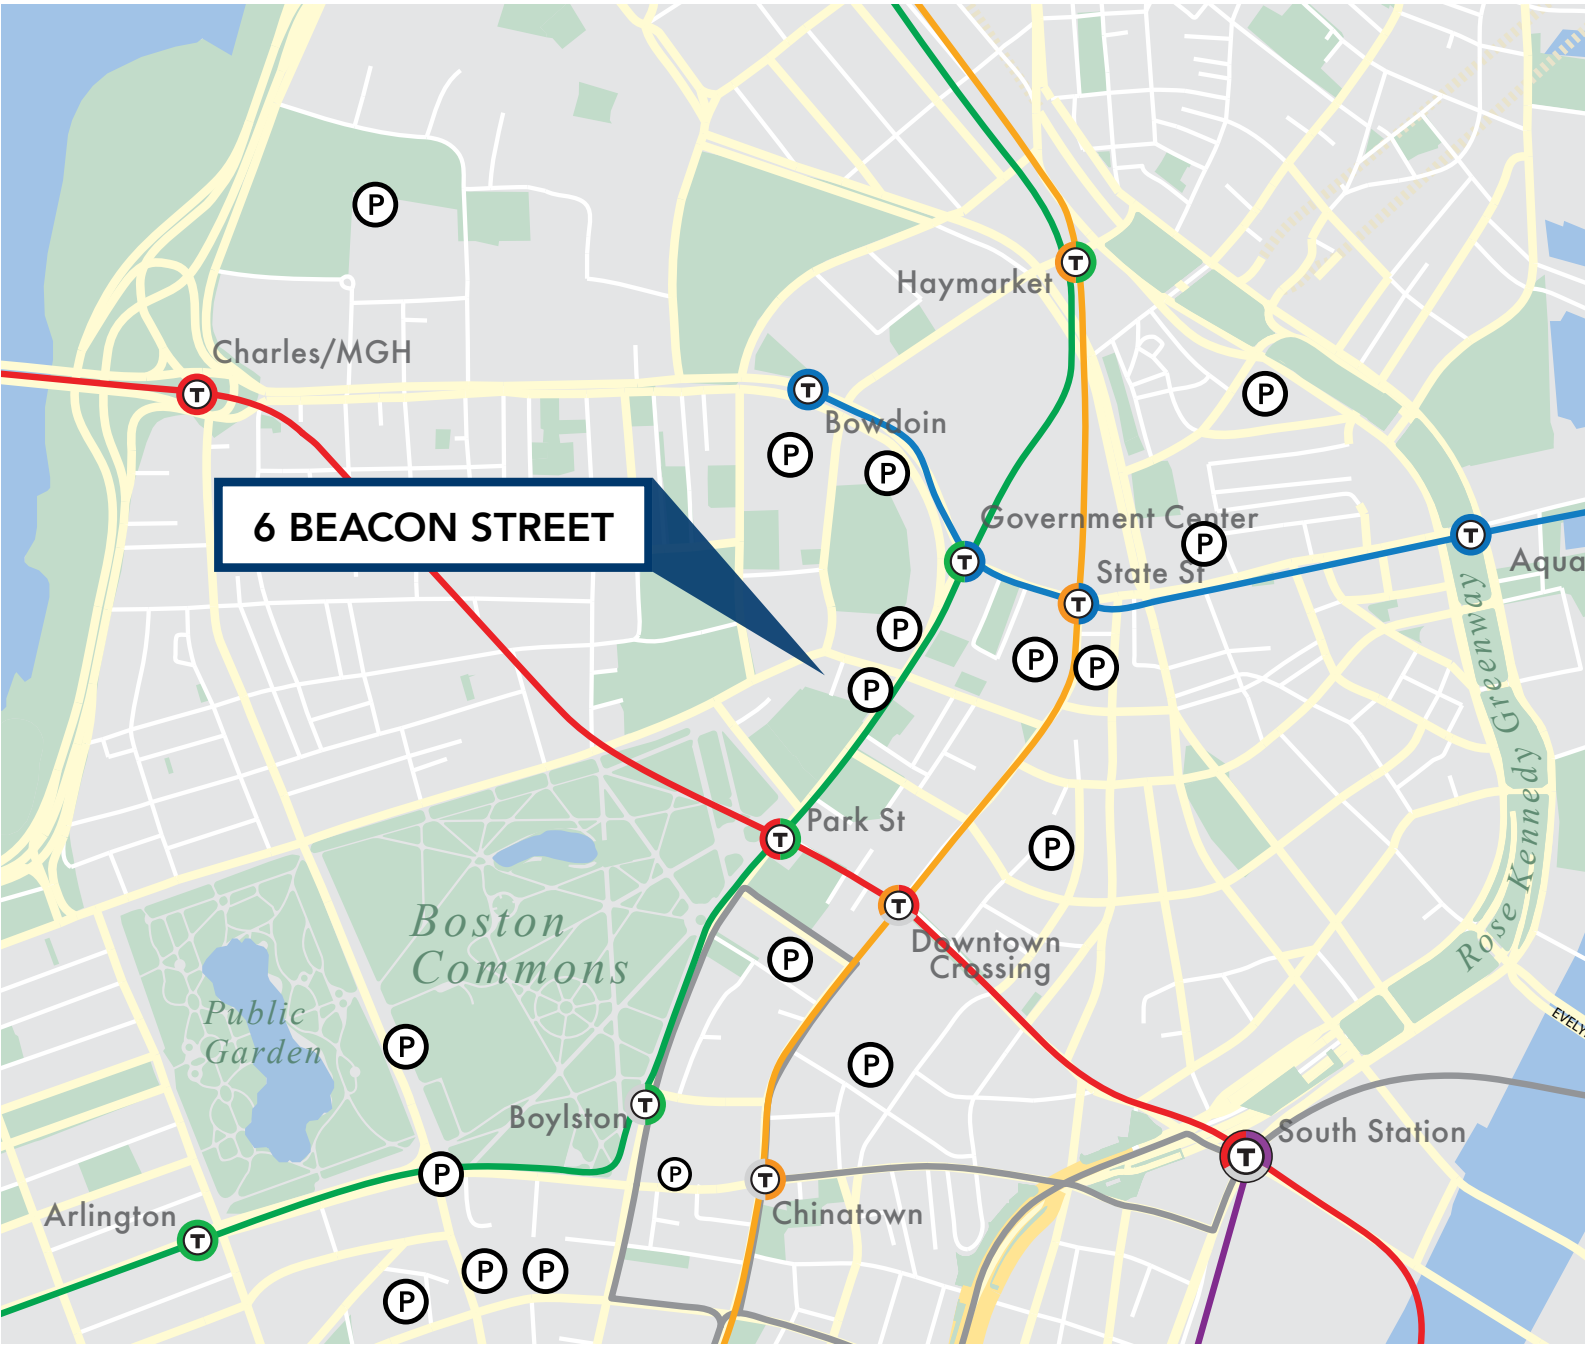 P
T
Haymarket
Charles/MGH
T
T
P
Bowdoin
P
P
6 BEACON STREET
Government Center
T
P
T
Aqua
T
State St
T
P
P
P
P
Park St
T
P
T
Boston
Commons
Downtown
Crossing
P
Rose Kennedy Greenway
Public
Garden
P
P
EVELY
T
Boylston
South Station
T
P
P
T
Chinatown
Arlington
T
P
P
P